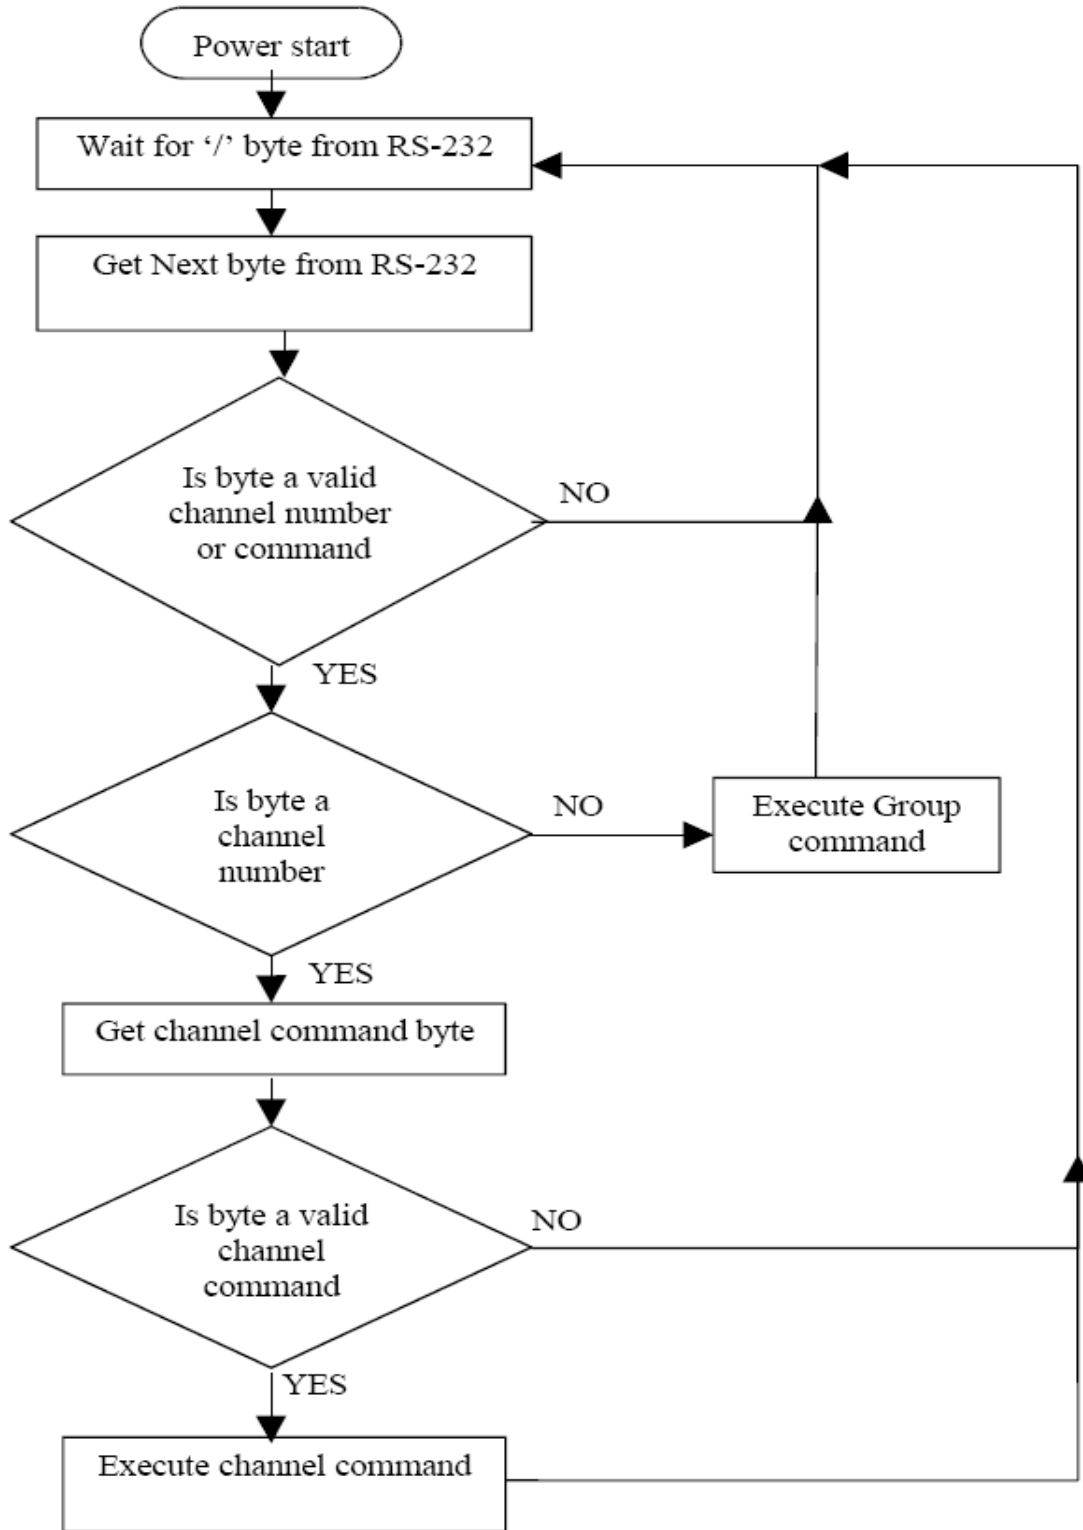 Power start
Wait for ‘/’ byte from RS-232
Get Next byte from RS-232
Is byte a valid
channel number
or command
NO
YES
Is byte a
channel
number
NO
Execute Group
command
YES
Get channel command byte
Is byte a valid
channel
command
NO
YES
Execute channel command